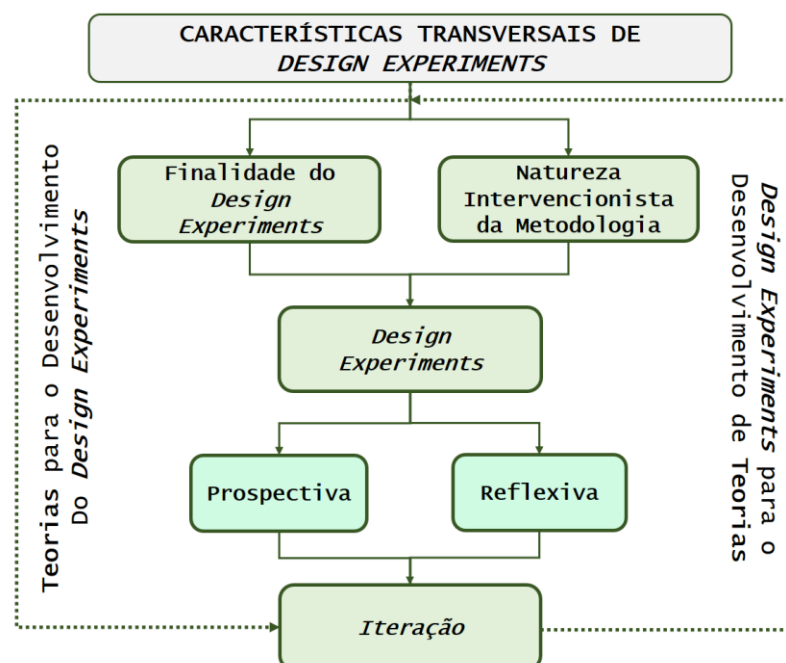 CARACTERÍSTICAS TRANSVERSAIS DE
DESIGN EXPERIMENTS
Teorias para o Desenvolvimento
Do Design Experiments
Finalidade do
Design
Experiments
Natureza
Intervencionista
da Metodologia
Design Experiments para o
Desenvolvimento de Teorias
Design
Experiments
Prospectiva
Reflexiva
Iteração